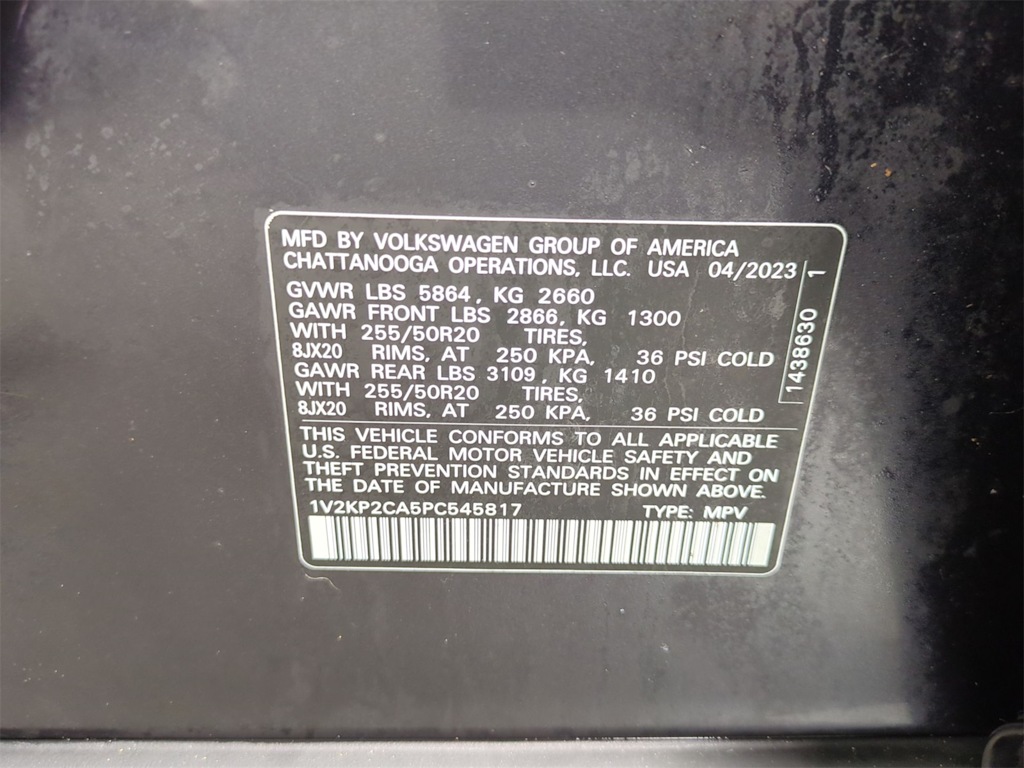 MFD BY VOLKSWAGEN GROUP OF AMERICA
CHATTANOOGA OPERATIONS, LLC. USA 04/2023
GVWR LBS 5864, KG 2660
GAWR FRONT LBS 2866, KG 1300
WITH 255/50R20 TIRES,
8JX20 RIMS, AT 250 KPA, 36 PSI COLD
GAWR REAR LBS 3109, KG 1410
WITH 255/50R20 TIRES,
8JX20 RIMS, AT 250 KPA, 36 PSI COLD
1438630 1
THIS VEHICLE CONFORMS TO ALL APPLICABLE
U.S. FEDERAL MOTOR VEHICLE SAFETY AND
THEFT PREVENTION STANDARDS IN EFFECT ON
THE DATE OF MANUFACTURE SHOWN ABOVE.
1V2KP2CA5PC545817 TYPE: MPV